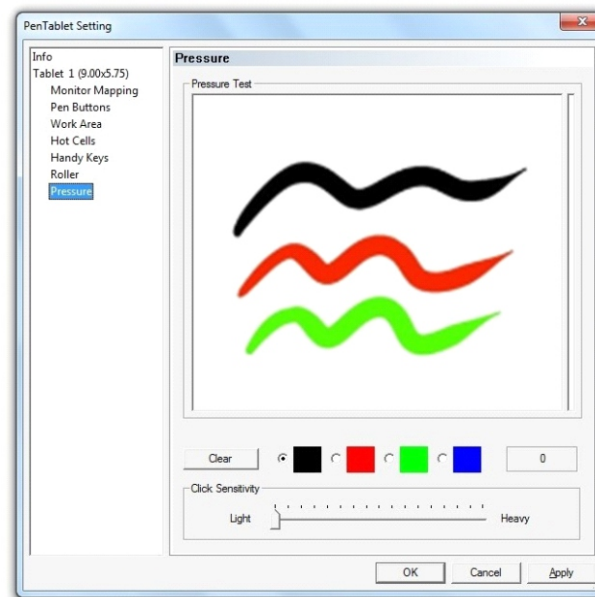 PenTablet Setting
Info
Tablet 1 (9.00x5.75)
Monitor Mapping
Pen Buttons
Work Area
Hot Cells
Handy Keys
Roller
Pressure
Pressure
Pressure Test
Clear
0
Click Sensitivity
Light
Heavy
OK
Cancel
Apply